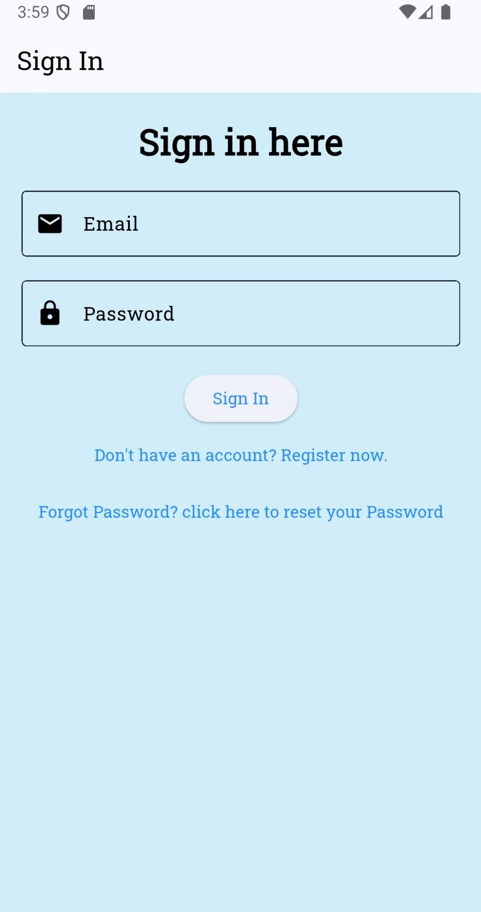 3:59
Sign In
Sign in here
Email
Password
Sign In
Don't have an account? Register now.
Forgot Password? click here to reset your Password